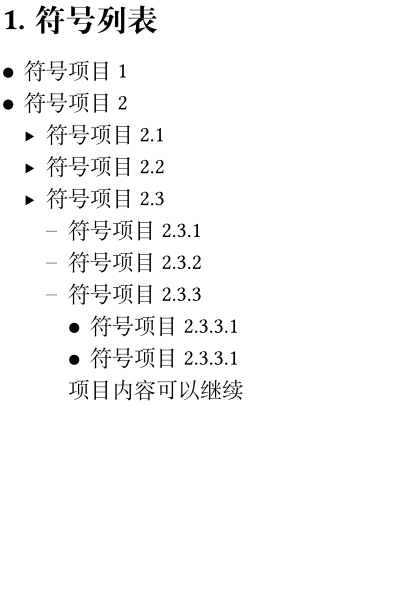 1. 符号列表
• 符号项目 1
• 符号项目 2
‣ 符号项目 2.1
‣ 符号项目 2.2
‣ 符号项目 2.3
– 符号项目 2.3.1
– 符号项目 2.3.2
– 符号项目 2.3.3
• 符号项目 2.3.3.1
• 符号项目 2.3.3.1
项目内容可以继续